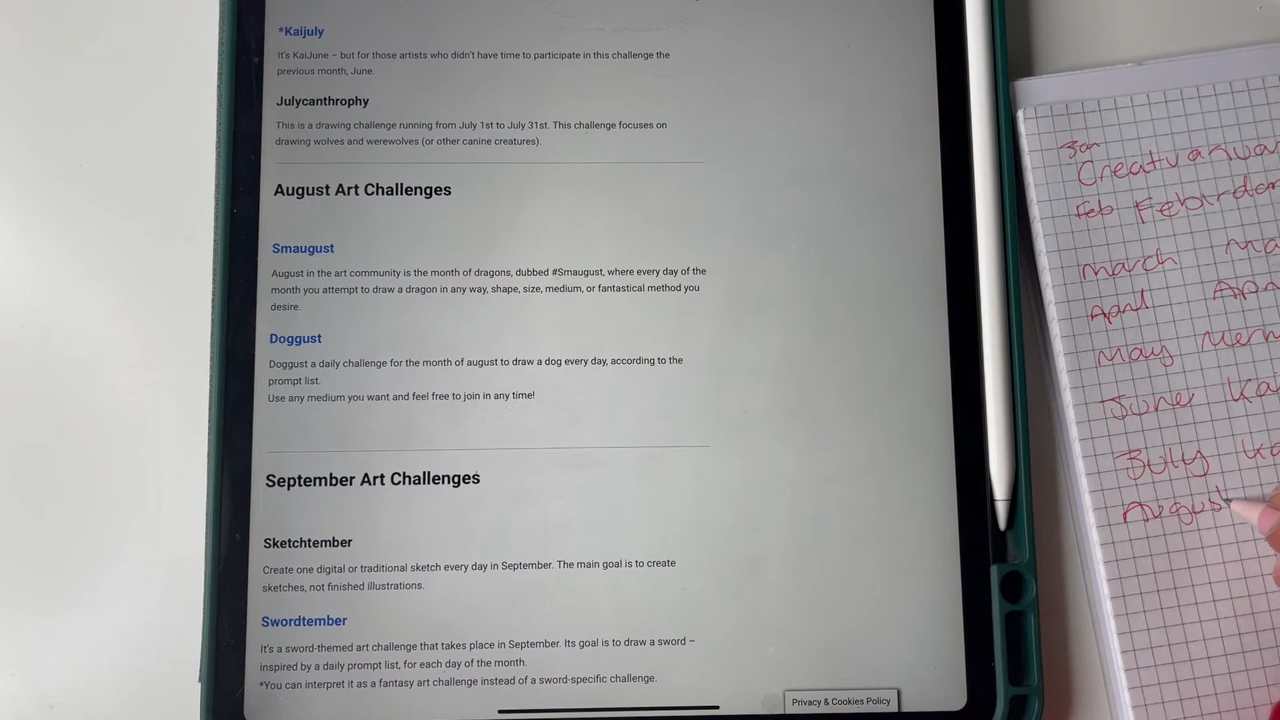 *Kaijuly
It's KaiJune – but for those artists who didn't have time to participate in this challenge the
previous month, June.
Julycanthrophy
This is a drawing challenge running from July 1st to July 31st. This challenge focuses on
drawing wolves and werewolves (or other canine creatures).
August Art Challenges
Smaugust
August in the art community is the month of dragons, dubbed #Smaugust, where every day of the
month you attempt to draw a dragon in any way, shape, size, medium, or fantastical method you
desire.
Doggust
Doggust a daily challenge for the month of august to draw a dog every day, according to the
prompt list.
Use any medium you want and feel free to join in any time!
September Art Challenges
Sketchtember
Create one digital or traditional sketch every day in September. The main goal is to create
sketches, not finished illustrations.
Swordtember
It's a sword-themed art challenge that takes place in September. Its goal is to draw a sword –
inspired by a daily prompt list, for each day of the month.
*You can interpret it as a fantasy art challenge instead of a sword-specific challenge.
Privacy & Cookies Policy
Jan
Feb
March
April
May
June
July
August